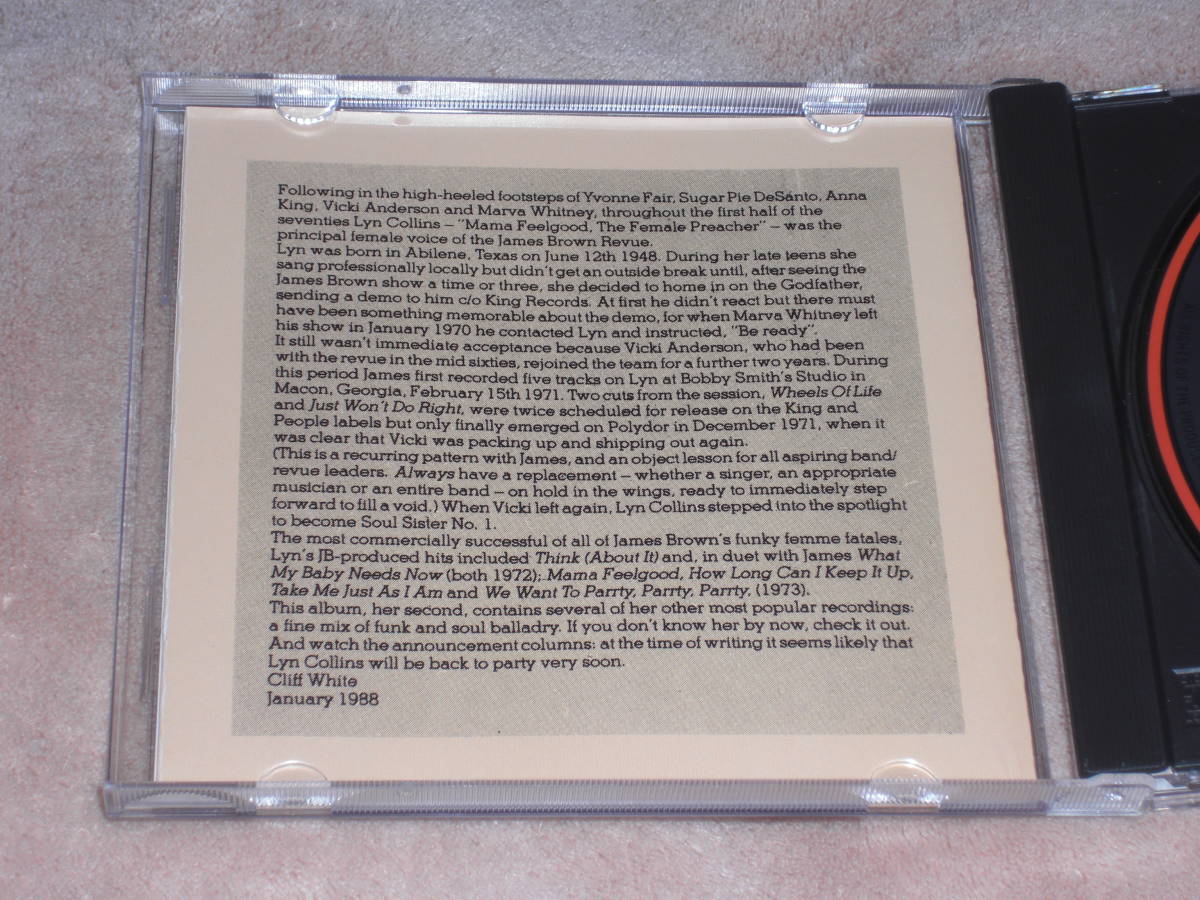 Following in the high-heeled footsteps of Yvonne Fair, Sugar Pie DeSanto, Anna
King, Vicki Anderson and Marva Whitney, throughout the first half of the
seventies Lyn Collins – "Mama Feelgood, The Female Preacher" – was the
principal female voice of the James Brown Revue.
Lyn was born in Abilene, Texas on June 12th 1948. During her late teens she
sang professionally locally but didn't get an outside break until, after seeing the
James Brown show a time or three, she decided to home in on the Godfather,
sending a demo to him c/o King Records. At first he didn't react but there must
have been something memorable about the demo, for when Marva Whitney left
his show in January 1970 he contacted Lyn and instructed, "Be ready".
It still wasn't immediate acceptance because Vicki Anderson, who had been
with the revue in the mid sixties, rejoined the team for a further two years. During
this period James first recorded five tracks on Lyn at Bobby Smith's Studio in
Macon, Georgia, February 15th 1971. Two cuts from the session, Wheels Of Life
and Just Won't Do Right, were twice scheduled for release on the King and
People labels but only finally emerged on Polydor in December 1971, when it
was clear that Vicki was packing up and shipping out again.
(This is a recurring pattern with James, and an object lesson for all aspiring band/
revue leaders. Always have a replacement – whether a singer, an appropriate
musician or an entire band – on hold in the wings, ready to immediately step
forward to fill a void.) When Vicki left again, Lyn Collins stepped into the spotlight
to become Soul Sister No. 1.
The most commercially successful of all of James Brown's funky femme fatales,
Lyn's JB-produced hits included Think (About It) and, in duet with James What
My Baby Needs Now (both 1972); Mama Feelgood, How Long Can I Keep It Up,
Take Me Just As I Am and We Want To Parrty, Parrty, Parrty, (1973).
This album, her second, contains several of her other most popular recordings:
a fine mix of funk and soul balladry. If you don't know her by now, check it out.
And watch the announcement columns: at the time of writing it seems likely that
Lyn Collins will be back to party very soon.
Cliff White
January 1988